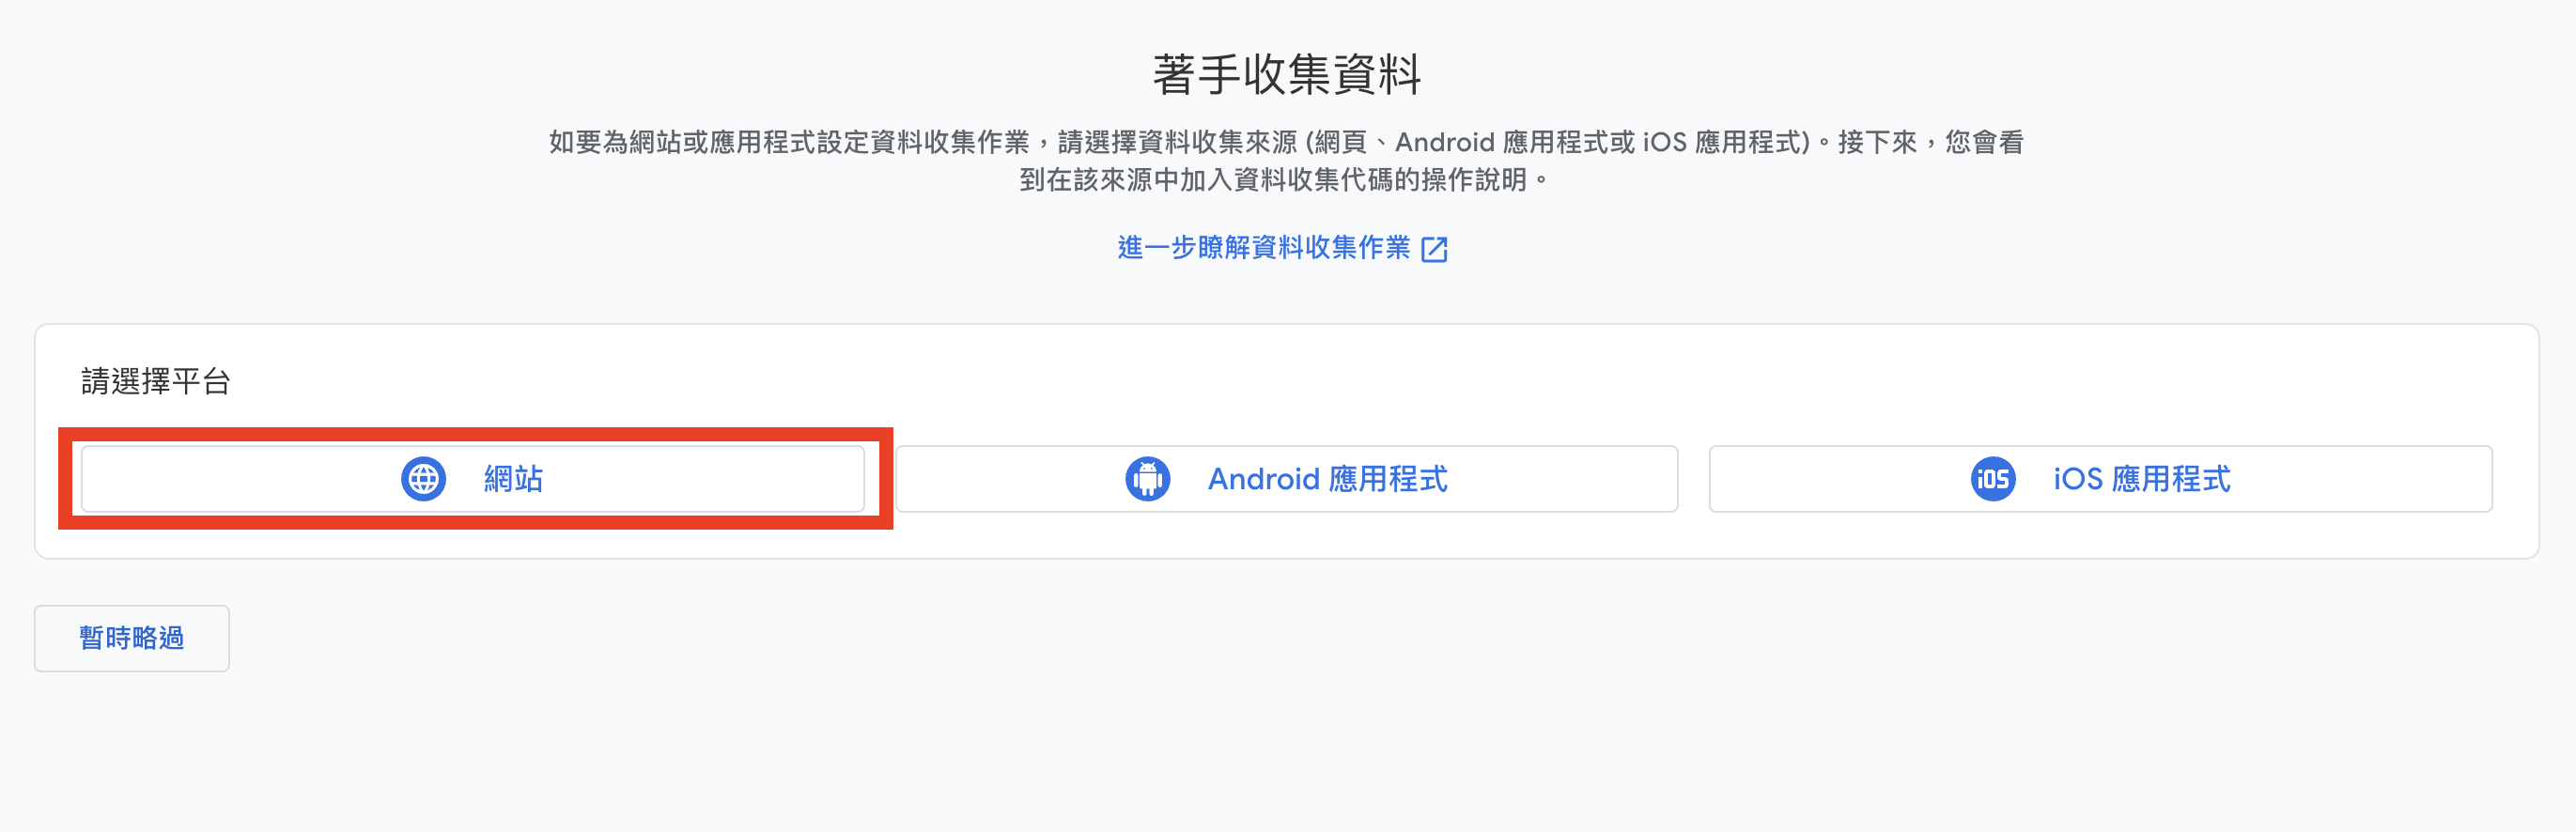 著手收集資料
如要為網站或應用程式設定資料收集作業，請選擇資料收集來源 (網頁、Android 應用程式或 iOS 應用程式)。接下來，您會看
到在該來源中加入資料收集代碼的操作說明。
進一步瞭解資料收集作業
請選擇平台
網站
Android 應用程式
iOS iOS 應用程式
暫時略過